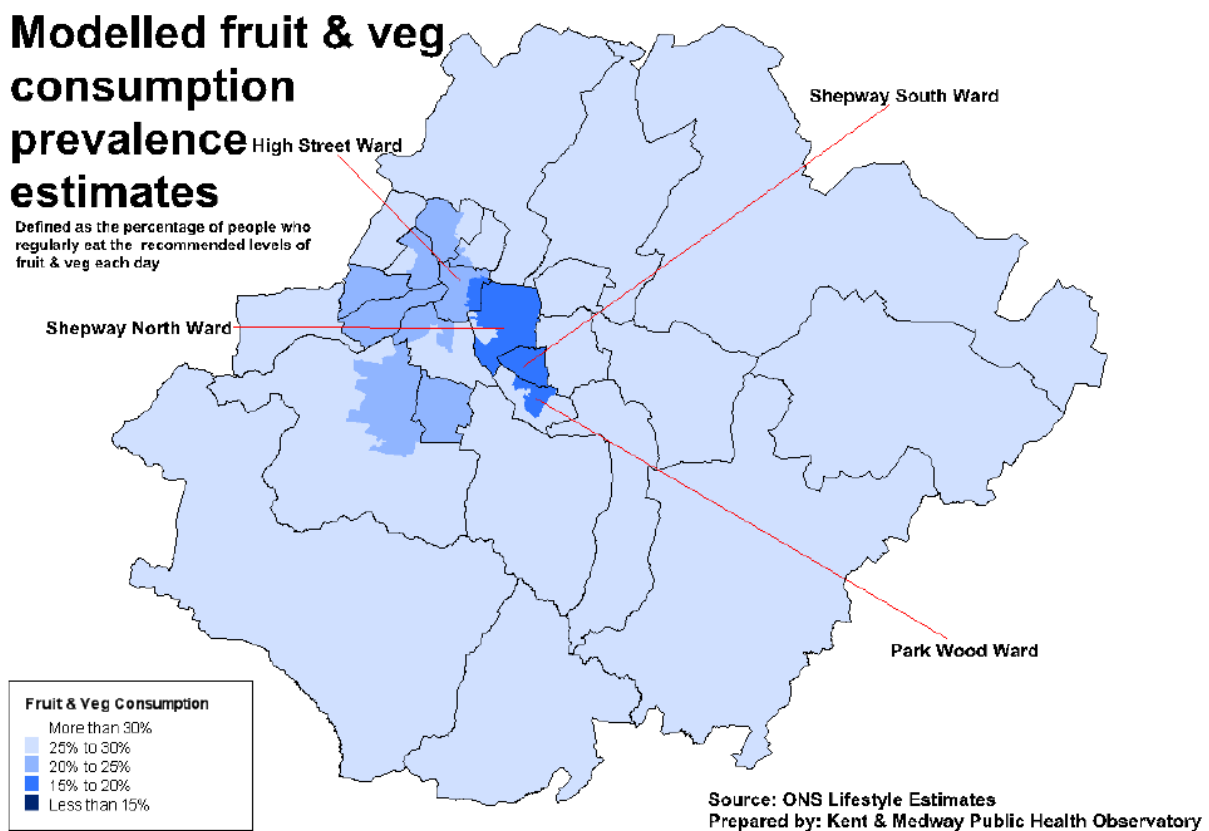 Modelled fruit & veg
consumption
prevalence
estimates
Defined as the percentage of people who
regularly eat the recommended levels of
fruit & veg each day
High Street Ward
Shepway South Ward
Shepway North Ward
Park Wood Ward
Fruit & Veg Consumption
More than 30%
25% to 30%
20% to 25%
15% to 20%
Less than 15%
Source: ONS Lifestyle Estimates
Prepared by: Kent & Medway Public Health Observatory